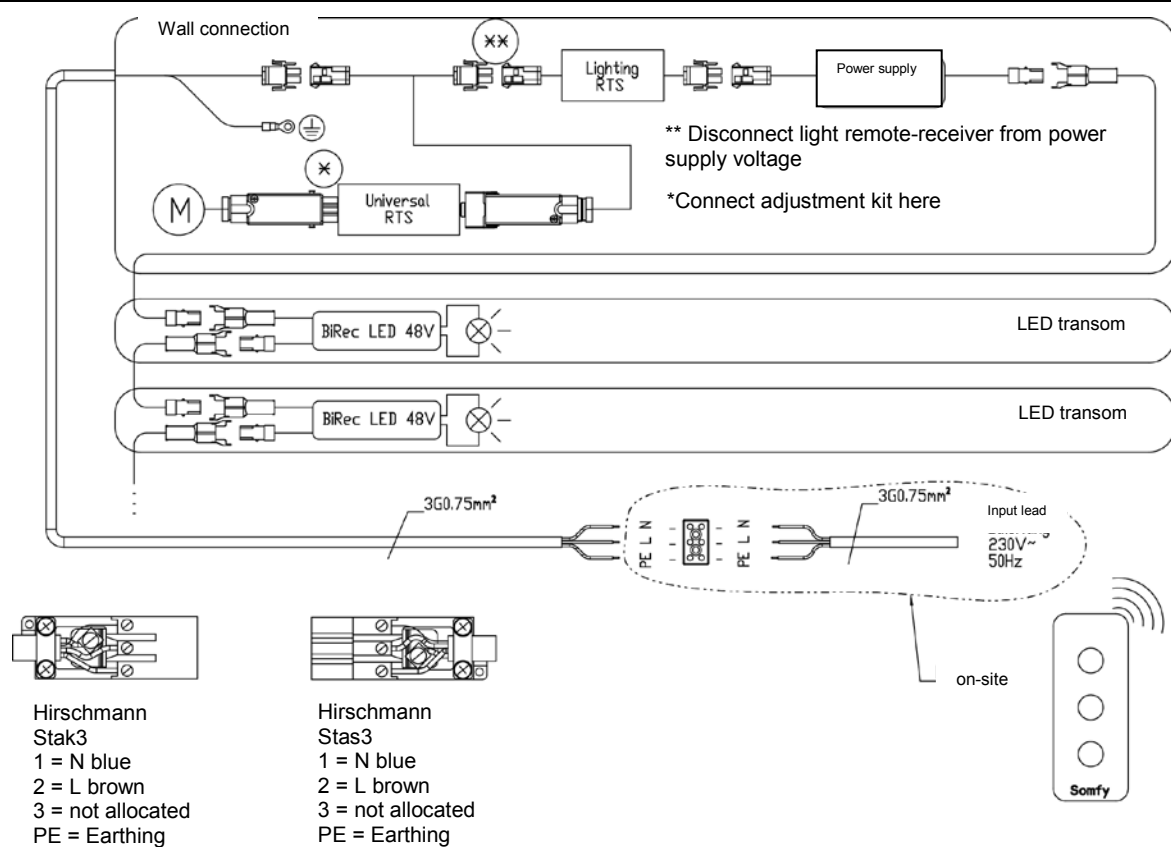 Wall connection
**
Lighting
RTS
Power supply
** Disconnect light remote-receiver from power
supply voltage
*Connect adjustment kit here
*
M
Universal
RTS
BiRec LED 48V
LED transom
BiRec LED 48V
LED transom
3G0.75mm²
PE L N
PE L N
3G0.75mm²
Input lead
230V~
50Hz
on-site
Hirschmann
Stak3
1 = N blue
2 = L brown
3 = not allocated
PE = Earthing
Hirschmann
Stas3
1 = N blue
2 = L brown
3 = not allocated
PE = Earthing
Somfy